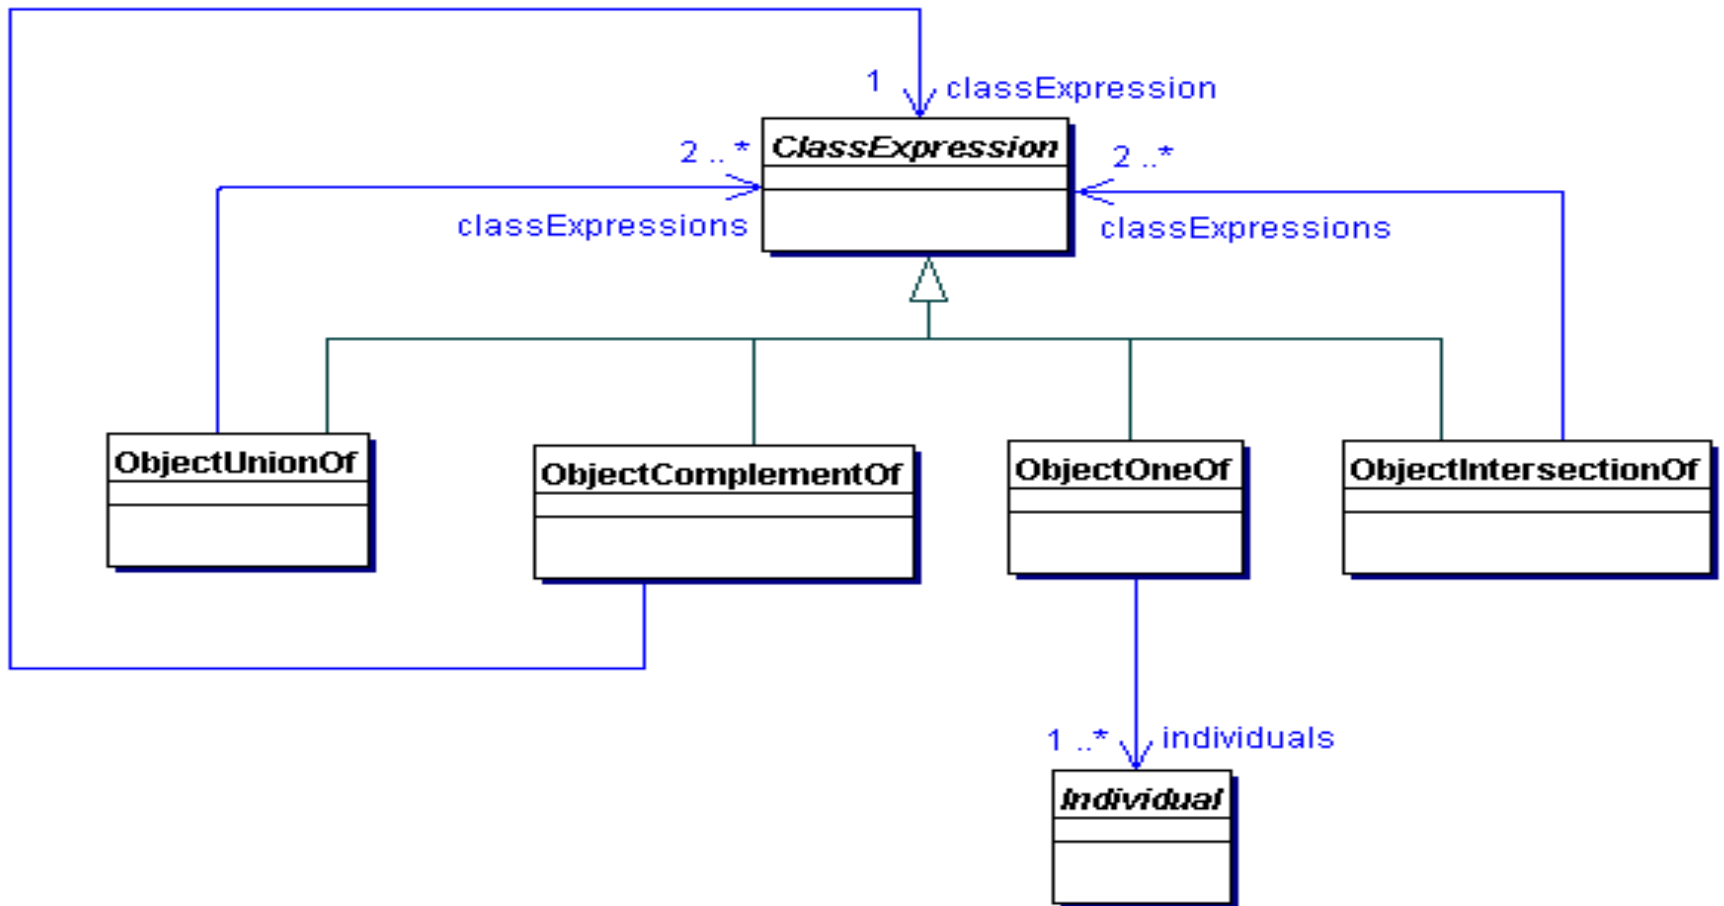 1 classExpression
ClassExpression
2 ..* 2 ..*
classExpressions classExpressions
ObjectUnionOf ObjectComplementOf ObjectOneOf ObjectIntersectionOf
1 ..* individuals
Individual